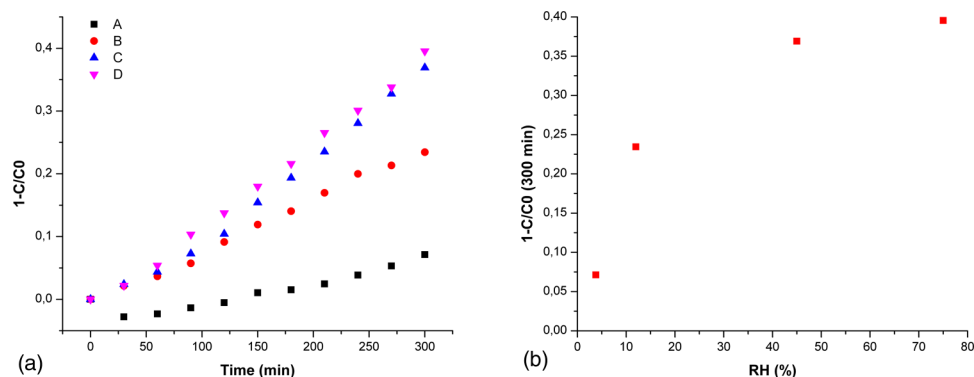 A
B
C
D
0,4
0,3
0,2
0,1
0,0
1-C/C0
0 50 100 150 200 250 300
Time (min)
(a)
0,40
0,35
0,30
0,25
0,20
0,15
0,10
0,05
0,00
1-C/C0 (300 min)
0 10 20 30 40 50 60 70 80
RH (%)
(b)